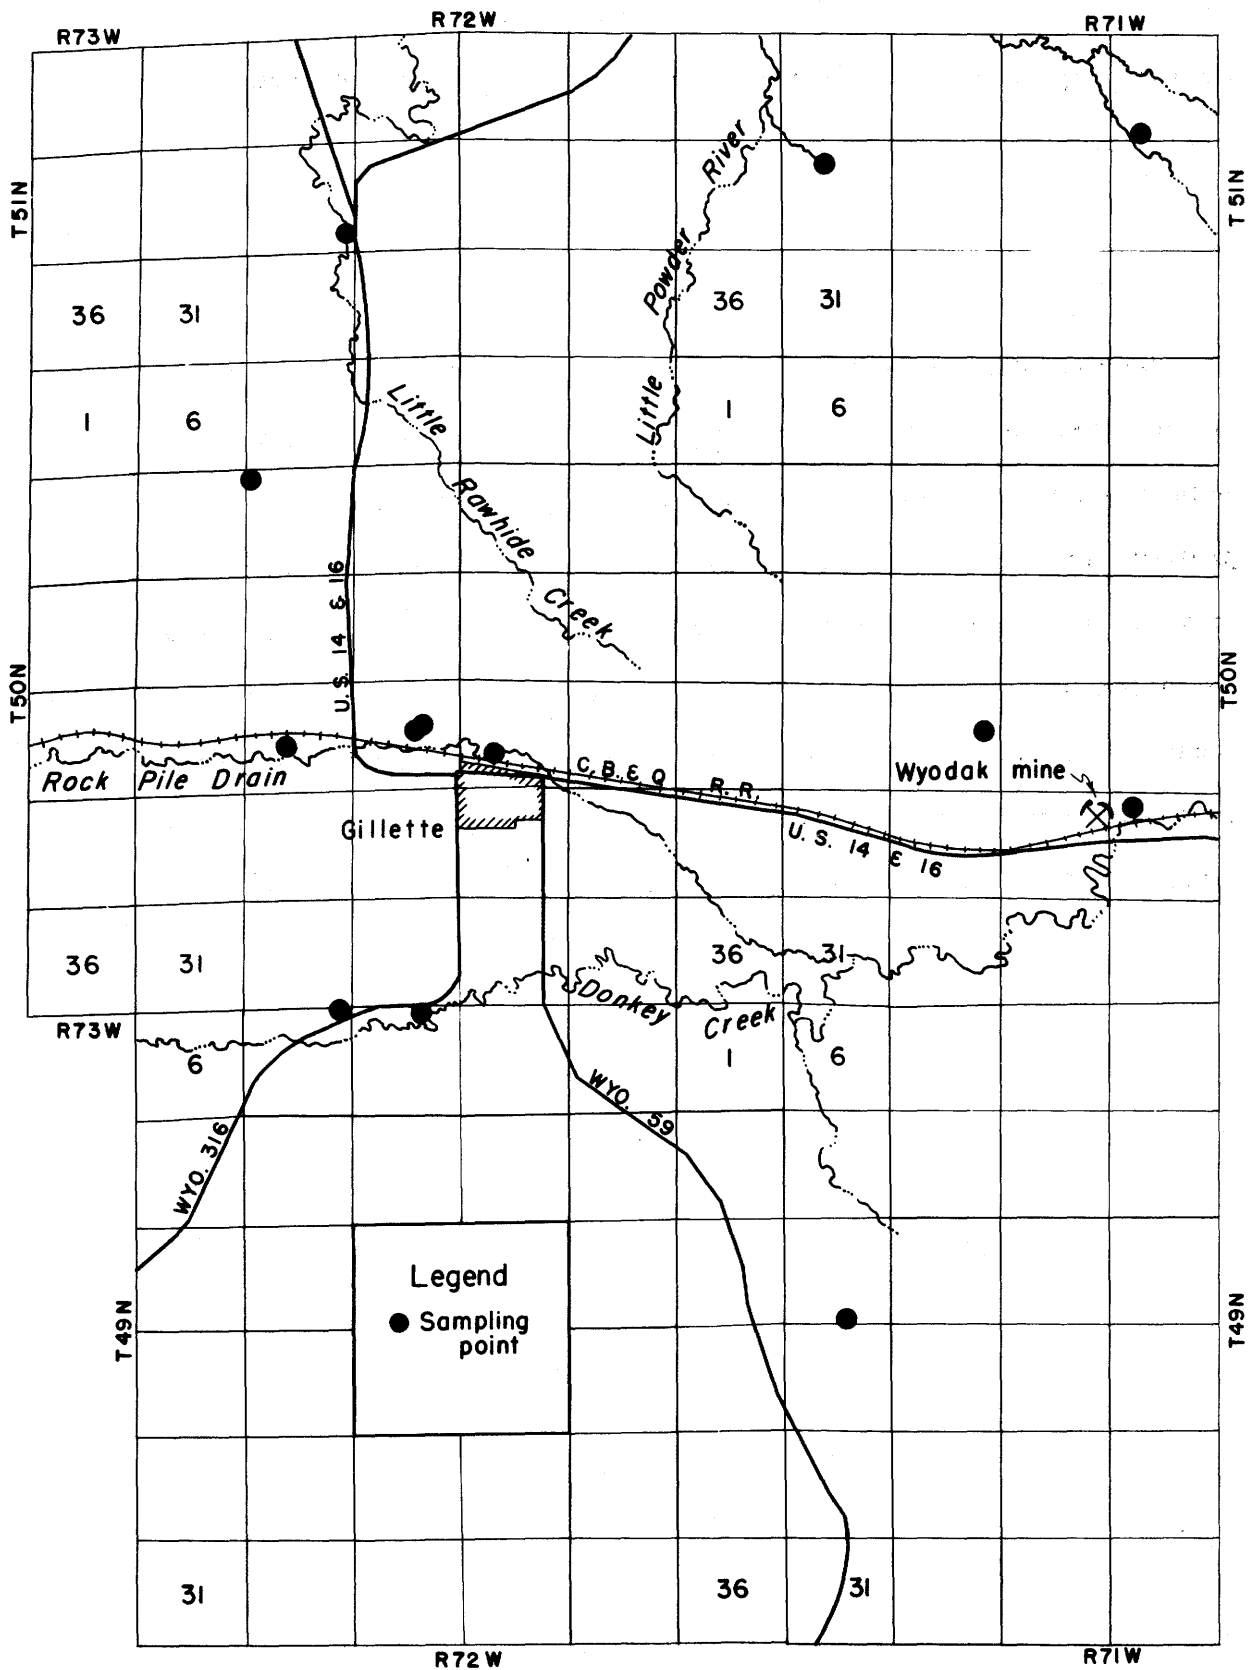 R73W
R72W
R71W
T51N
T51N
River
Powder
Little
36
31
36
31
1
6
1
6
Little
Rawhide
Creek
U.S. 14 & 16
T50N
T50N
Rock Pile Drain
C. B. & Q R. R.
Wyodak mine
Gillette
U. S. 14 & 16
36
31
36
31
Donkey
Creek
R73W
6
1
6
WYO. 59
WYO. 316
Legend
Sampling
point
T49N
T49N
31
36
31
R72W
R71W